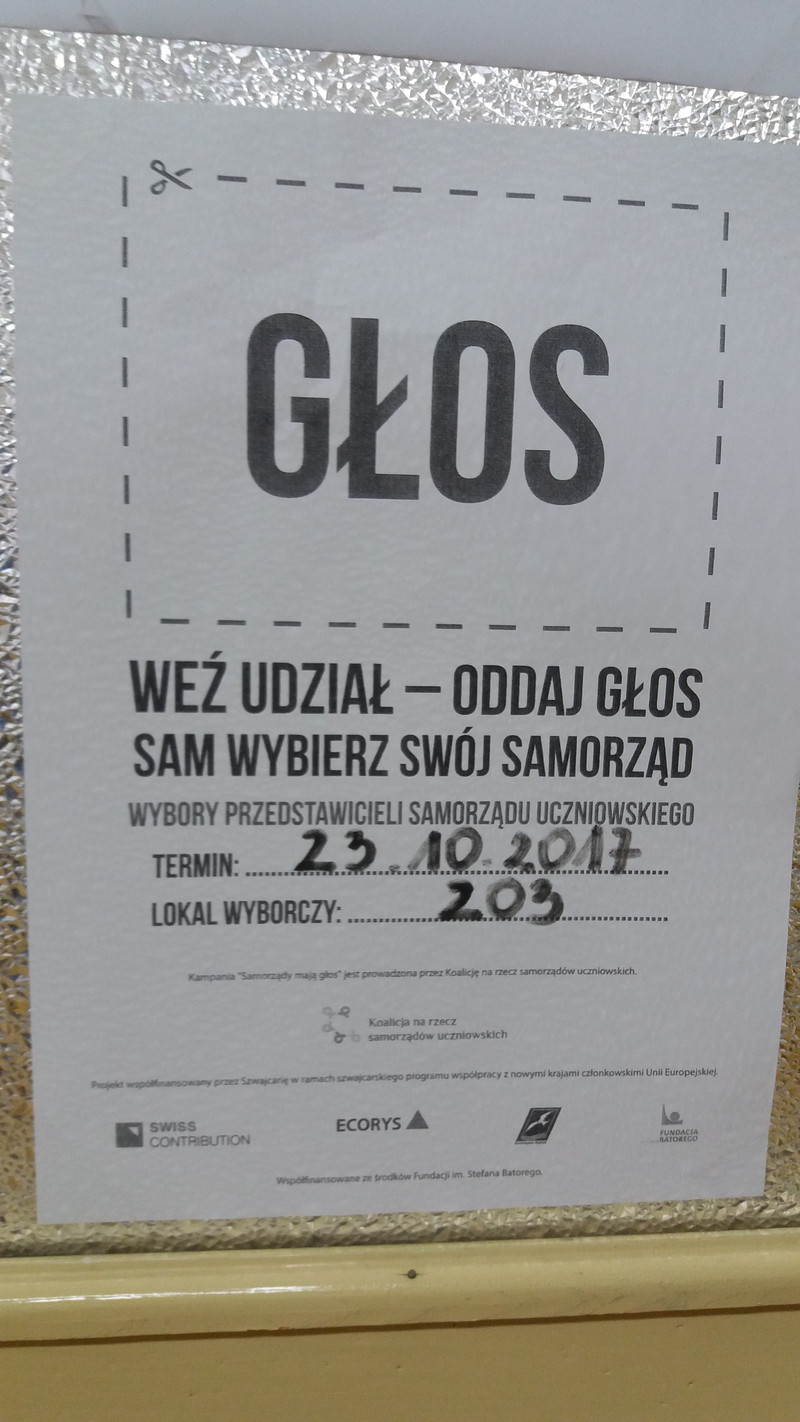 GŁOS
WEŹ UDZIAŁ – ODDAJ GŁOS
SAM WYBIERZ SWÓJ SAMORZĄD
WYBORY PRZEDSTAWICIELI SAMORZĄDU UCZNIOWSKIEGO
TERMIN: 23.10.2017
LOKAL WYBORCZY: 203
Kampania "Samorządy mają głos" jest prowadzona przez Koalicję na rzecz samorządów uczniowskich.
Koalicja na rzecz
samorządów uczniowskich
Projekt współfinansowany przez Szwajcarię w ramach szwajcarskiego programu współpracy z nowymi krajami członkowskimi Unii Europejskiej.
SWISS
CONTRIBUTION
ECORYS
FUNDACJA
BATOREGO
Współfinansowane ze środków Fundacji im. Stefana Batorego.